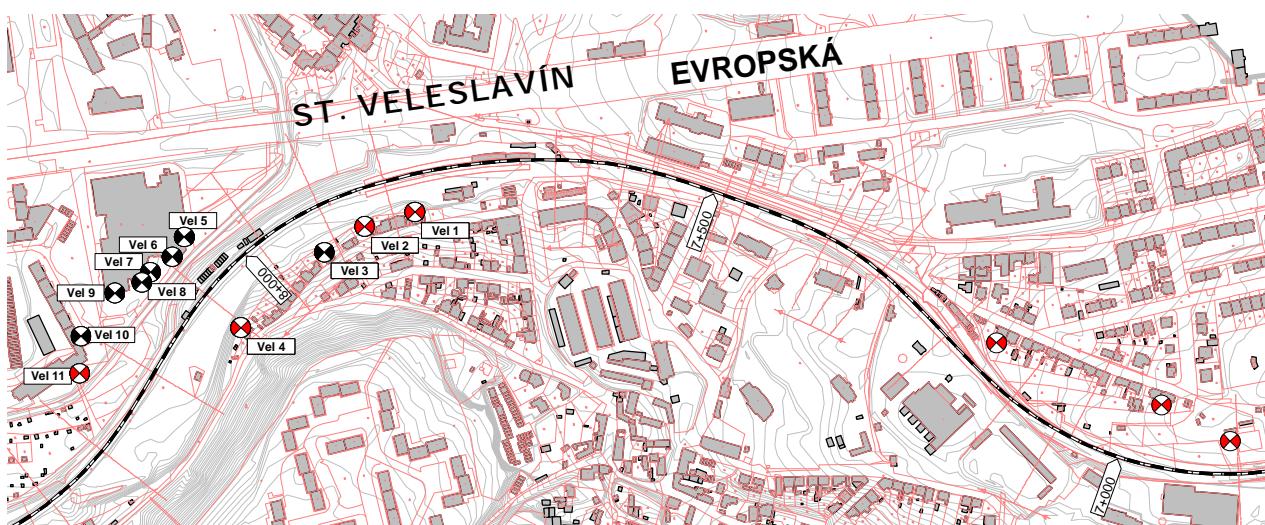 EVROPSKÁ
ST. VELESLAVÍN
Vel 5
Vel 1
Vel 6
Vel 2
Vel 7
Vel 3
7+500
8+000
Vel 9
Vel 8
Vel 10
Vel 4
Vel 11
7+000